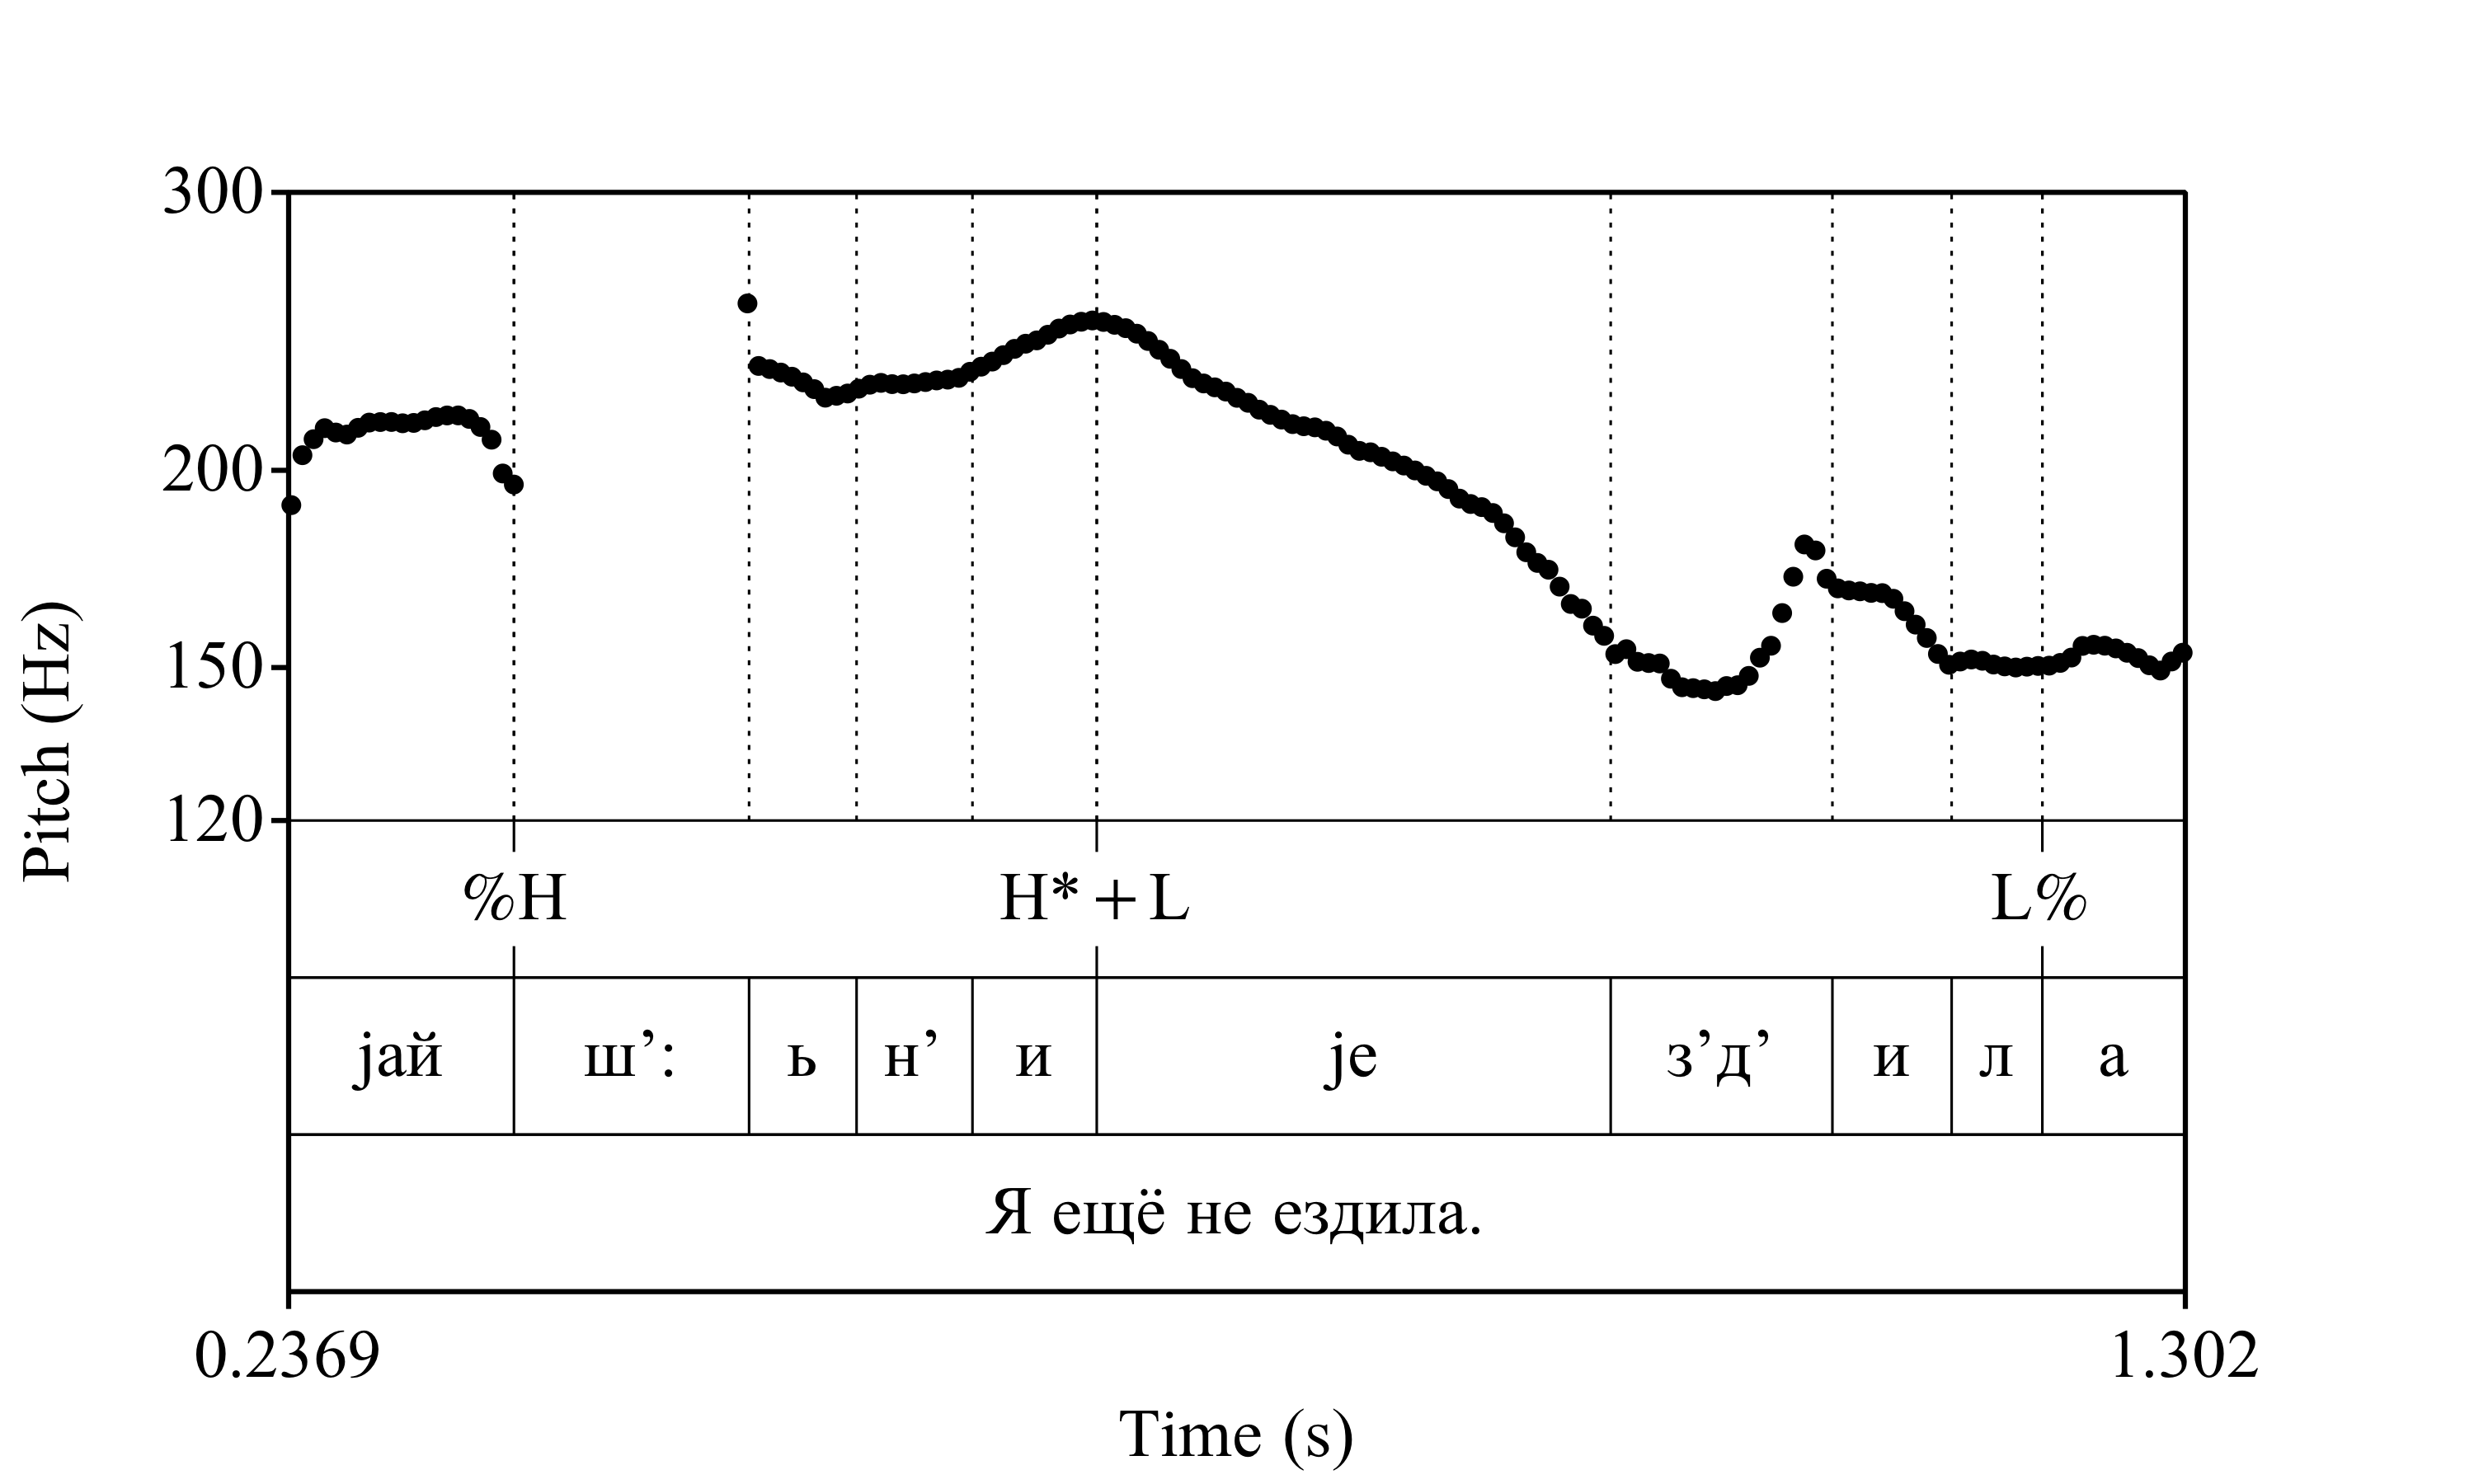 300
200
150
120
Pitch (Hz)
%H H*+L L%
jaй ш’: ь н’ и je з’д’ и л а
Я ещё не ездила.
0.2369 1.302
Time (s)